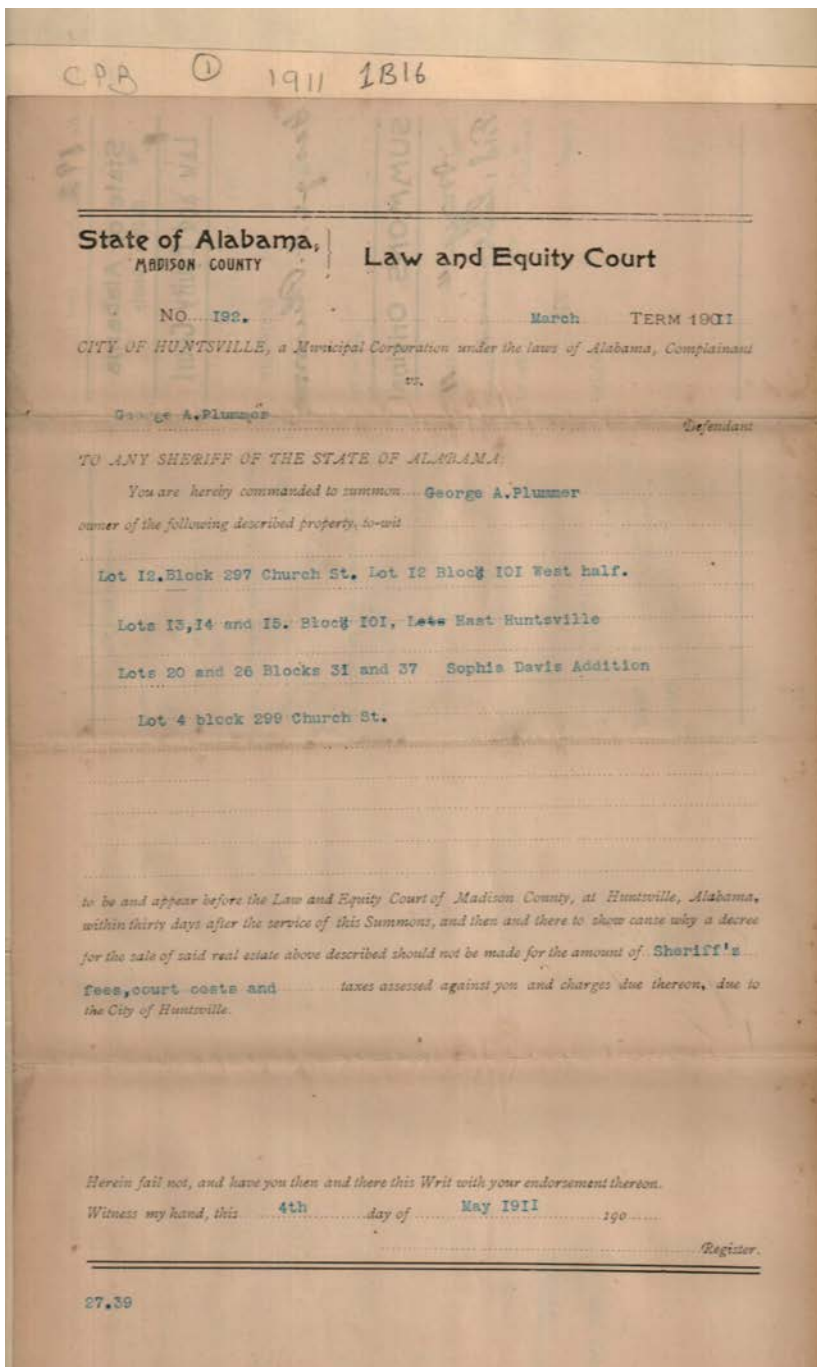 CPB ① 1911 1B16
State of Alabama, Law and Equity Court
MADISON COUNTY
NO. I92. March TERM 19011
CITY OF HUNTSVILLE, a Municipal Corporation under the laws of Alabama, Complainant
vs.
George A.Plummer Defendant
TO ANY SHERIFF OF THE STATE OF ALABAMA:
You are hereby commanded to summon George A.Plummer
owner of the following described property, to-wit
Lot I2.Block 297 Church St. Lot I2 Block IOI West half.
Lots I3,I4 and I5. Block IOI, Lots East Huntsville
Lots 20 and 26 Blocks 3I and 37 Sophia Davis Addition
Lot 4 block 299 Church St.
to be and appear before the Law and Equity Court of Madison County, at Huntsville, Alabama,
within thirty days after the service of this Summons, and then and there to show cause why a decree
for the sale of said real estate above described should not be made for the amount of Sheriff's
fees,court costs and taxes assessed against you and charges due thereon, due to
the City of Huntsville.
Herein fail not, and have you then and there this Writ with your endorsement thereon.
Witness my hand, this 4th day of May I9II 190
Register.
27.39